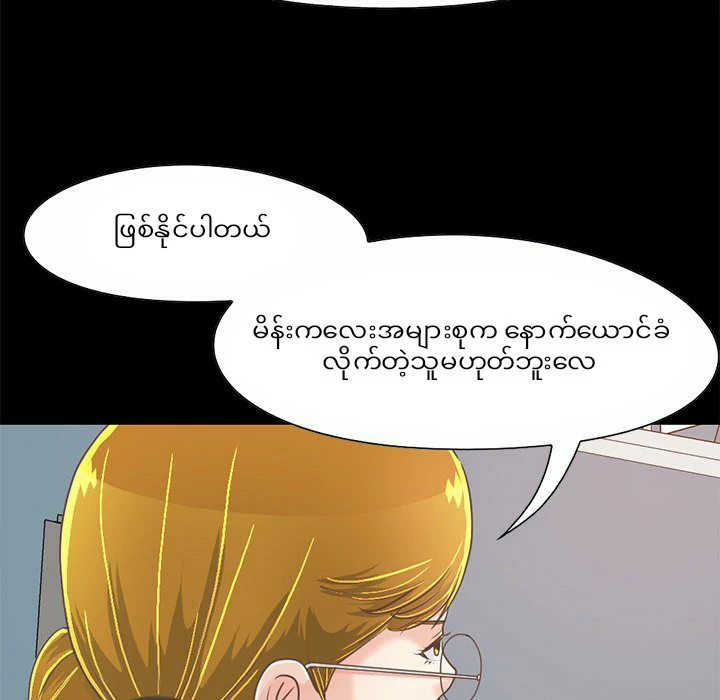 ဖြစ်နိုင်ပါတယ်
မိန်းကလေးအများစုက နောက်ယောင်ခံ
လိုက်တဲ့သူမဟုတ်ဘူးလေ